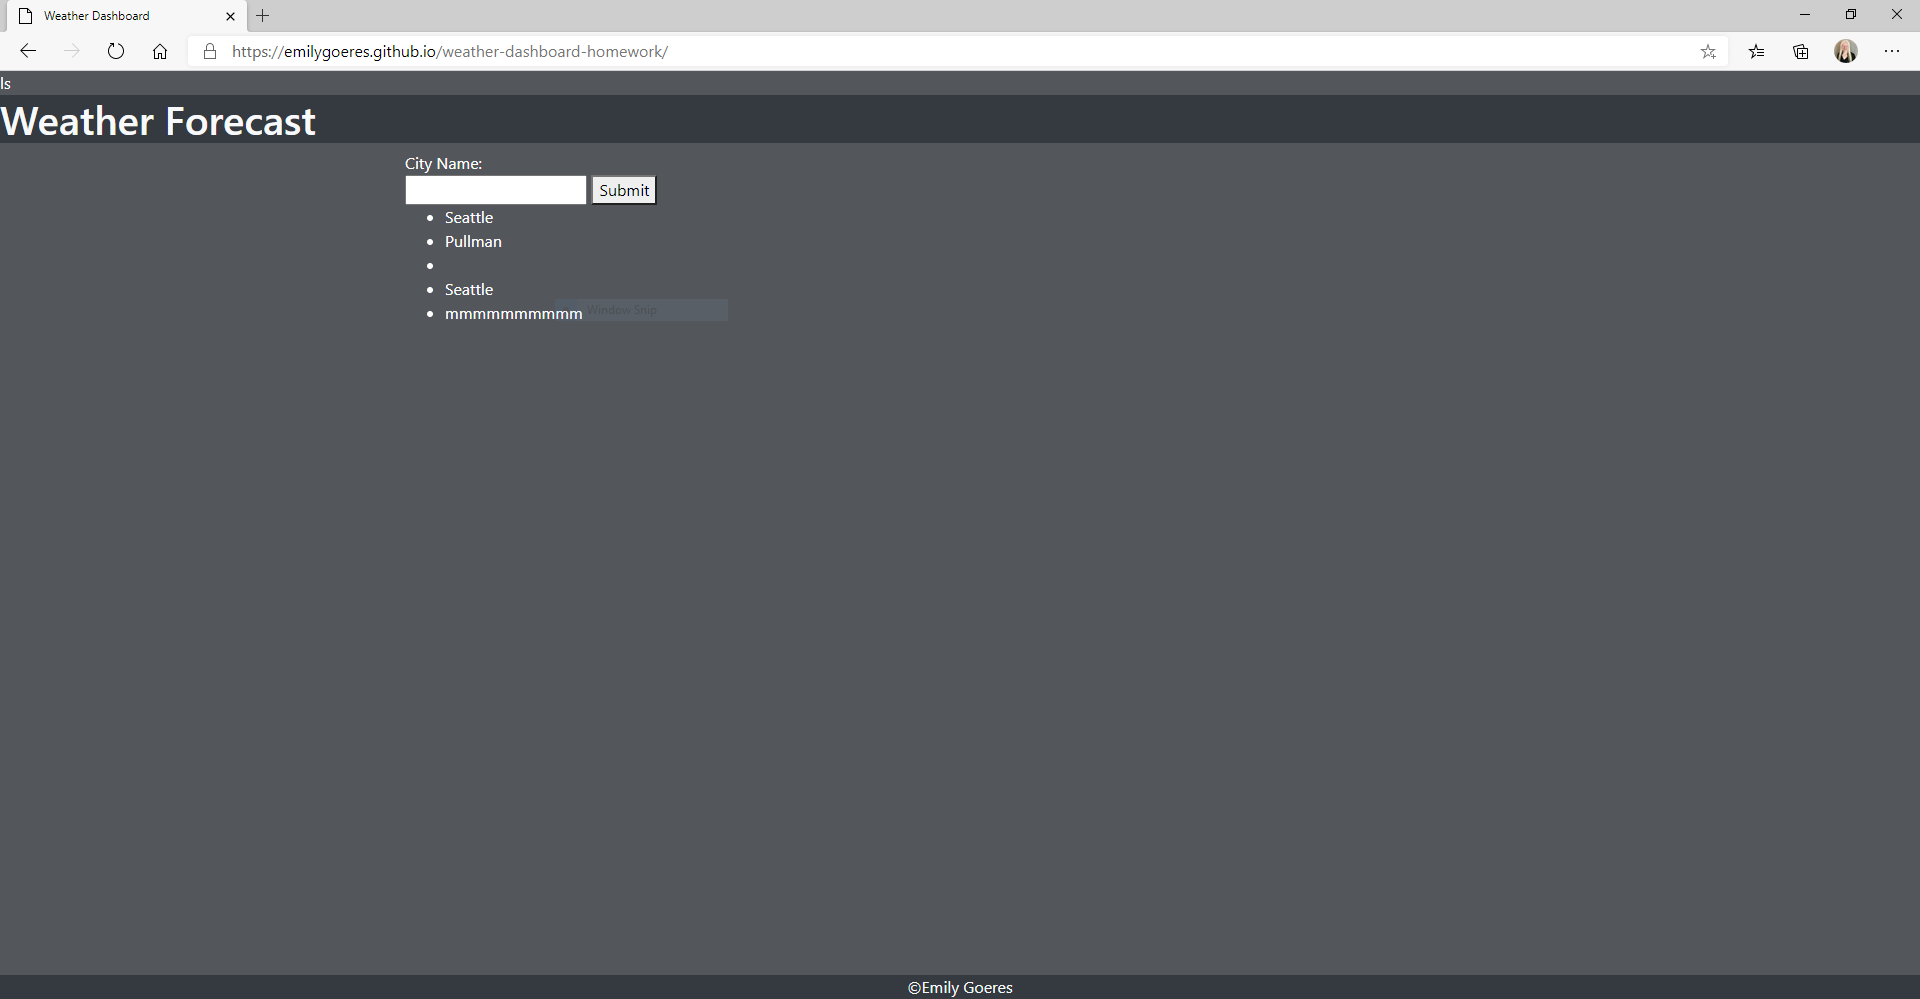 Weather Dashboard
https://emilygoeres.github.io/weather-dashboard-homework/
ls
Weather Forecast
City Name:
Submit
• Seattle
• Pullman
•
• Seattle
• mmmmmmmmmm
Window Snip
©Emily Goeres